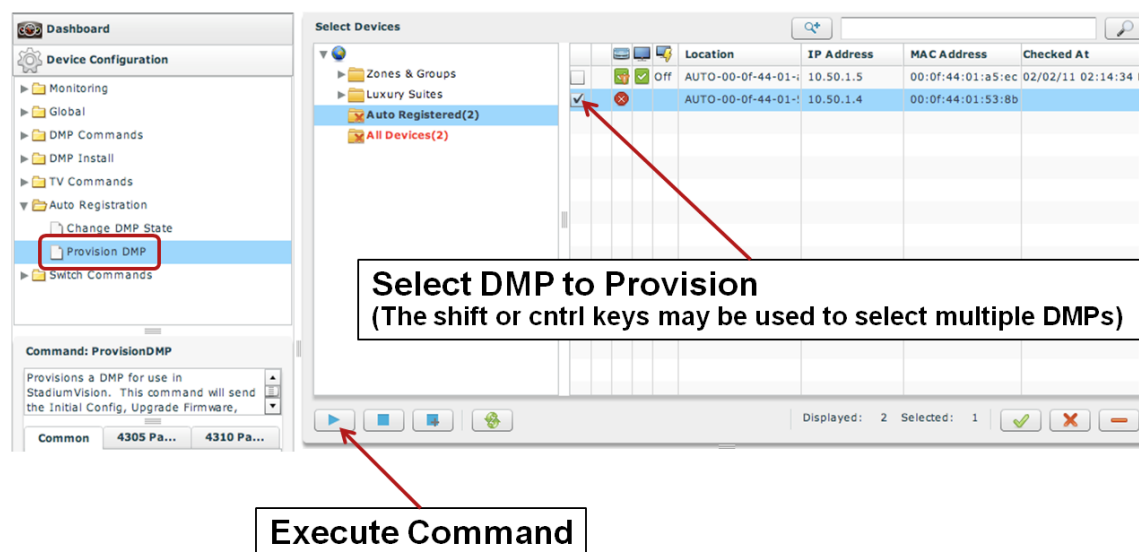 Dashboard
Device Configuration
Monitoring
Global
DMP Commands
DMP Install
TV Commands
Auto Registration
Change DMP State
Provision DMP
Switch Commands
Command: ProvisionDMP
Provisions a DMP for use in
StadiumVision. This command will send
the Initial Config, Upgrade Firmware,
Common 4305 Pa... 4310 Pa...
Select Devices
Zones & Groups
Luxury Suites
Auto Registered(2)
All Devices(2)
Location IP Address MAC Address Checked At
Off AUTO-00-0f-44-01- 10.50.1.5 00:0f:44:01:a5:ec 02/02/11 02:14:34
AUTO-00-0f-44-01- 10.50.1.4 00:0f:44:01:53:8b
Select DMP to Provision
(The shift or cntrl keys may be used to select multiple DMPs)
Displayed: 2 Selected: 1
Execute Command